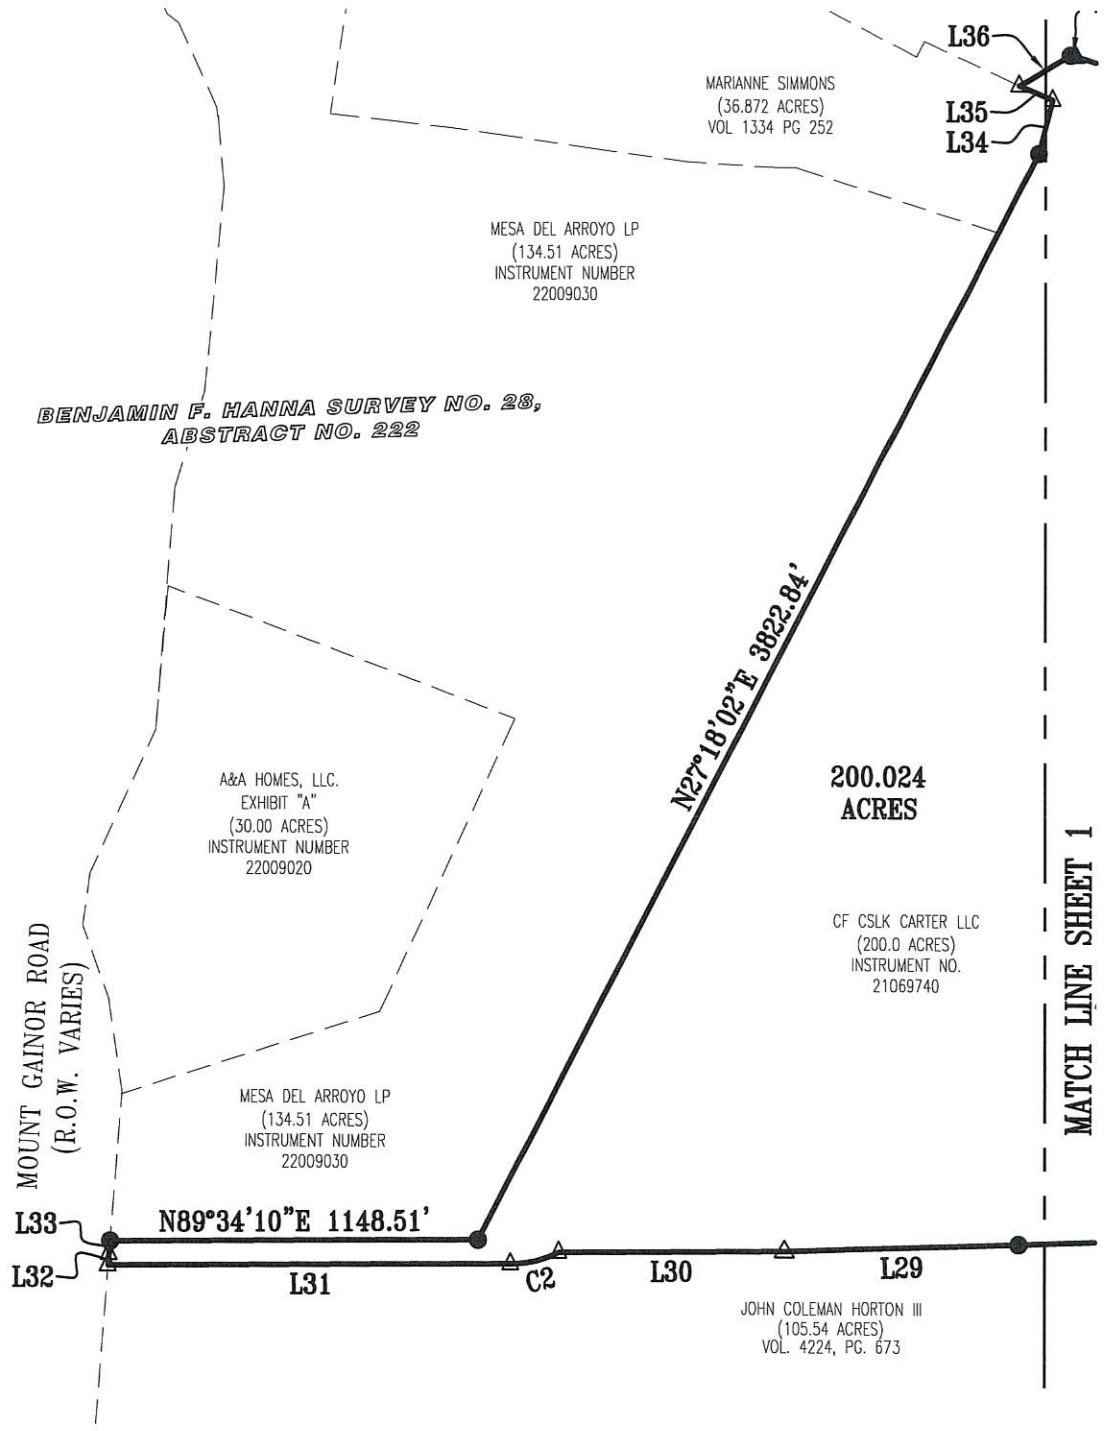 L36
MARIANNE SIMMONS
(36.872 ACRES)
VOL 1334 PG 252
L35
L34
MESA DEL ARROYO LP
(134.51 ACRES)
INSTRUMENT NUMBER
22009030
BENJAMIN F. HANNA SURVEY NO. 28,
ABSTRACT NO. 222
N27°18'02"E 3822.84'
200.024
ACRES
A&A HOMES, LLC.
EXHIBIT "A"
(30.00 ACRES)
INSTRUMENT NUMBER
22009020
CF CSLK CARTER LLC
(200.0 ACRES)
INSTRUMENT NO.
21069740
MATCH LINE SHEET 1
MOUNT GAINOR ROAD
(R.O.W. VARIES)
MESA DEL ARROYO LP
(134.51 ACRES)
INSTRUMENT NUMBER
22009030
L33
N89°34'10"E 1148.51'
L32
L31
C2
L30
L29
JOHN COLEMAN HORTON III
(105.54 ACRES)
VOL. 4224, PG. 673